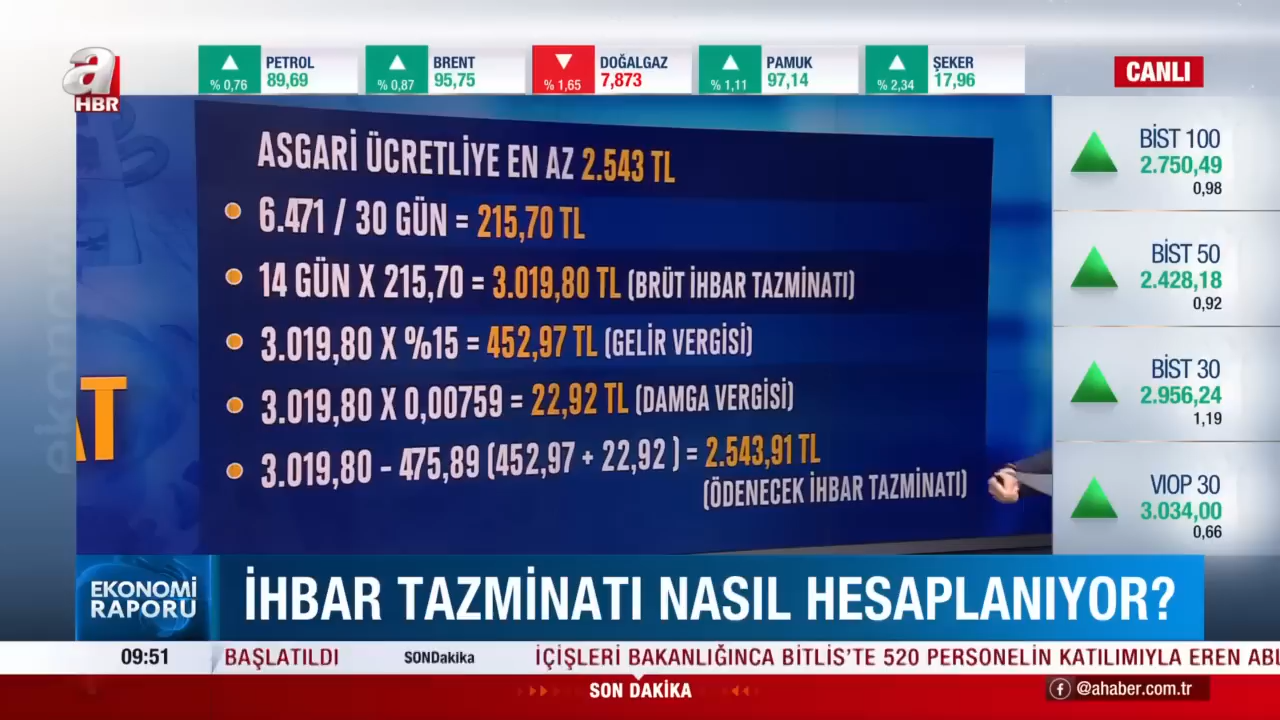 a
HBR
% 0,76 PETROL 89,69
% 0,87 BRENT 95,75
% 1,65 DOĞALGAZ 7,873
% 1,11 PAMUK 97,14
% 2,34 ŞEKER 17,96
CANLI
ASGARİ ÜCRETLİYE EN AZ 2.543 TL
6.471 / 30 GÜN = 215,70 TL
14 GÜN X 215,70 = 3.019,80 TL (BRÜT İHBAR TAZMİNATI)
3.019,80 X %15 = 452,97 TL (GELİR VERGİSİ)
3.019,80 X 0,00759 = 22,92 TL (DAMGA VERGİSİ)
3.019,80 - 475,89 (452,97 + 22,92 ) = 2.543,91 TL
(ÖDENECEK İHBAR TAZMİNATI)
BİST 100
2.750,49
0,98
BİST 50
2.428,18
0,92
BİST 30
2.956,24
1,19
VIOP 30
3.034,00
0,66
EKONOMİ
RAPORU
İHBAR TAZMİNATI NASIL HESAPLANIYOR?
09:51 BAŞLATILDI SONDakika İÇİŞLERİ BAKANLIĞINCA BİTLİS'TE 520 PERSONELİN KATILIMIYLA EREN ABL
SON DAKİKA
@ahaber.com.tr